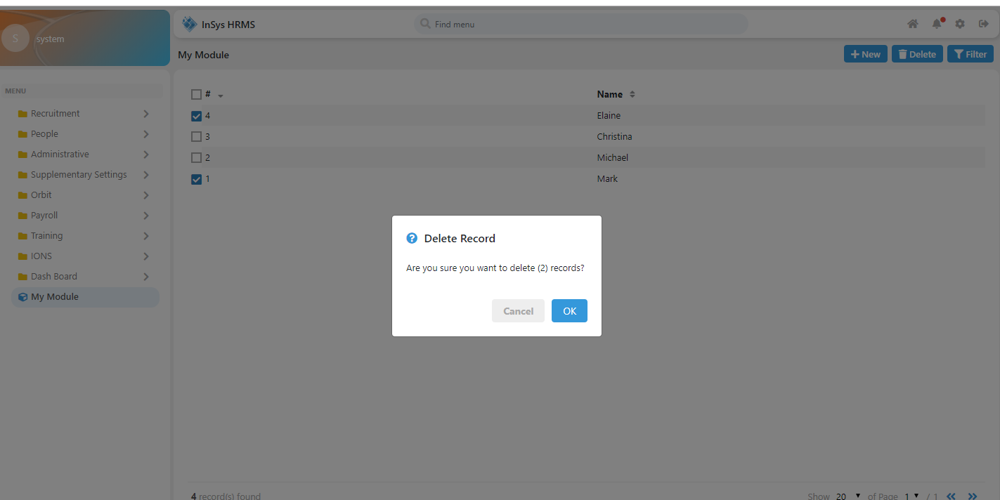 S
system
InSys HRMS
Find menu
My Module
New
Delete
Filter
MENU
Recruitment
People
Administrative
Supplementary Settings
Orbit
Payroll
Training
IONS
Dash Board
My Module
# Name
4 Elaine
3 Christina
2 Michael
1 Mark
Delete Record
Are you sure you want to delete (2) records?
Cancel OK
4 record(s) found
Show 20 of Page 1 / 1